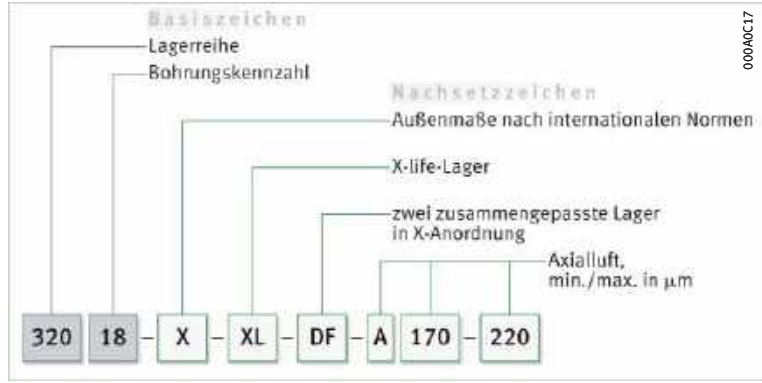 Basiszeichen
Lagerreihe
Bohrungskennzahl
Nachsetzzeichen
Außenmaße nach internationalen Normen
X-life-Lager
zwei zusammengepasste Lager
in X-Anordnung
Axialluft,
min./max. in µm
320 18 – X – XL – DF – A 170 – 220
000A0C17